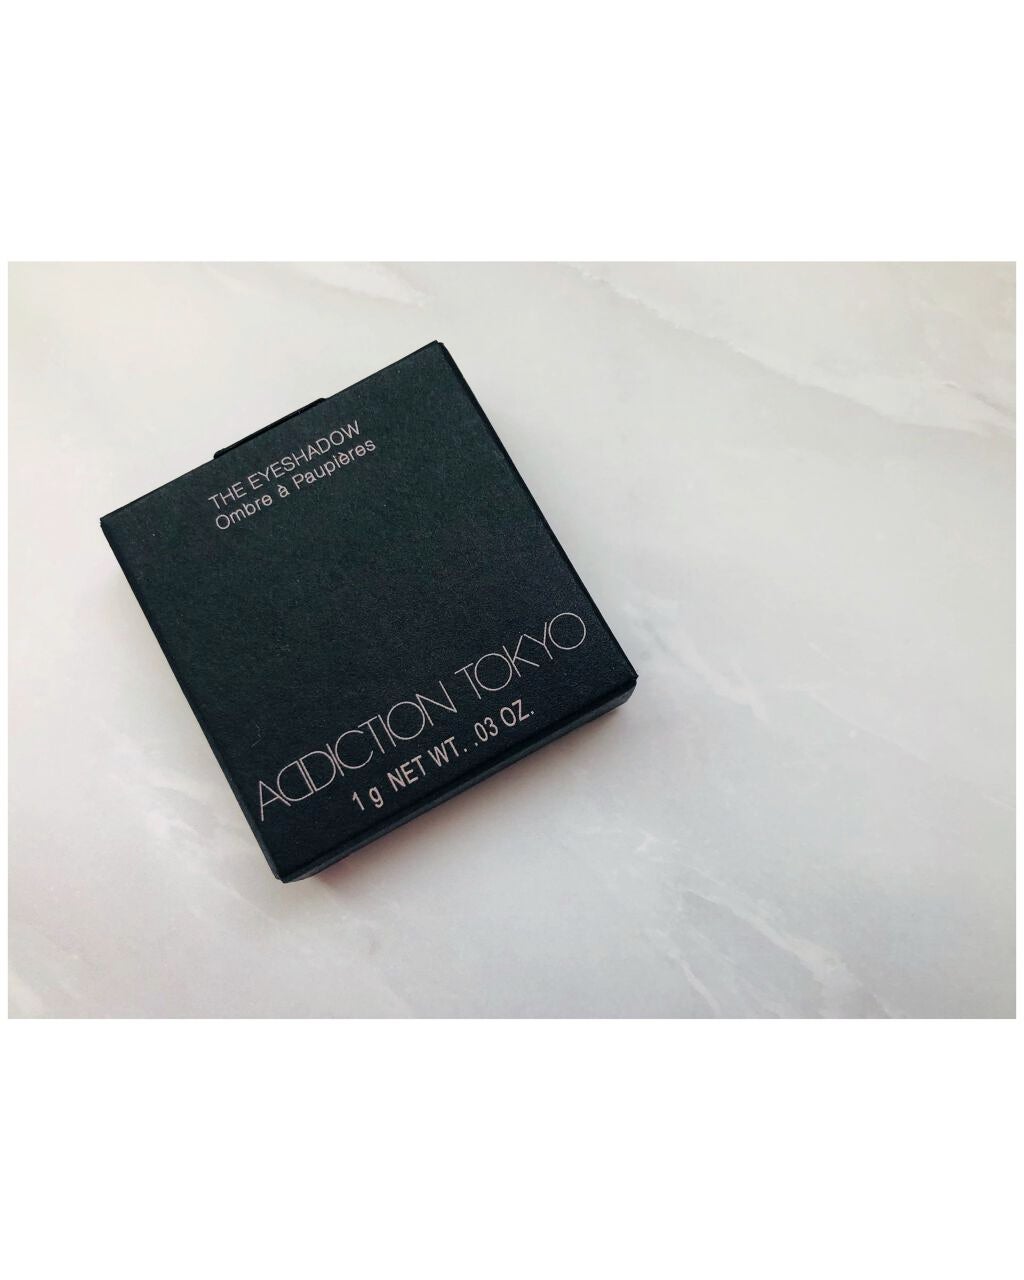 THE EYESHADOW
Ombre à Paupières
ADDICTION TOKYO
1 g NET WT. .03 OZ.